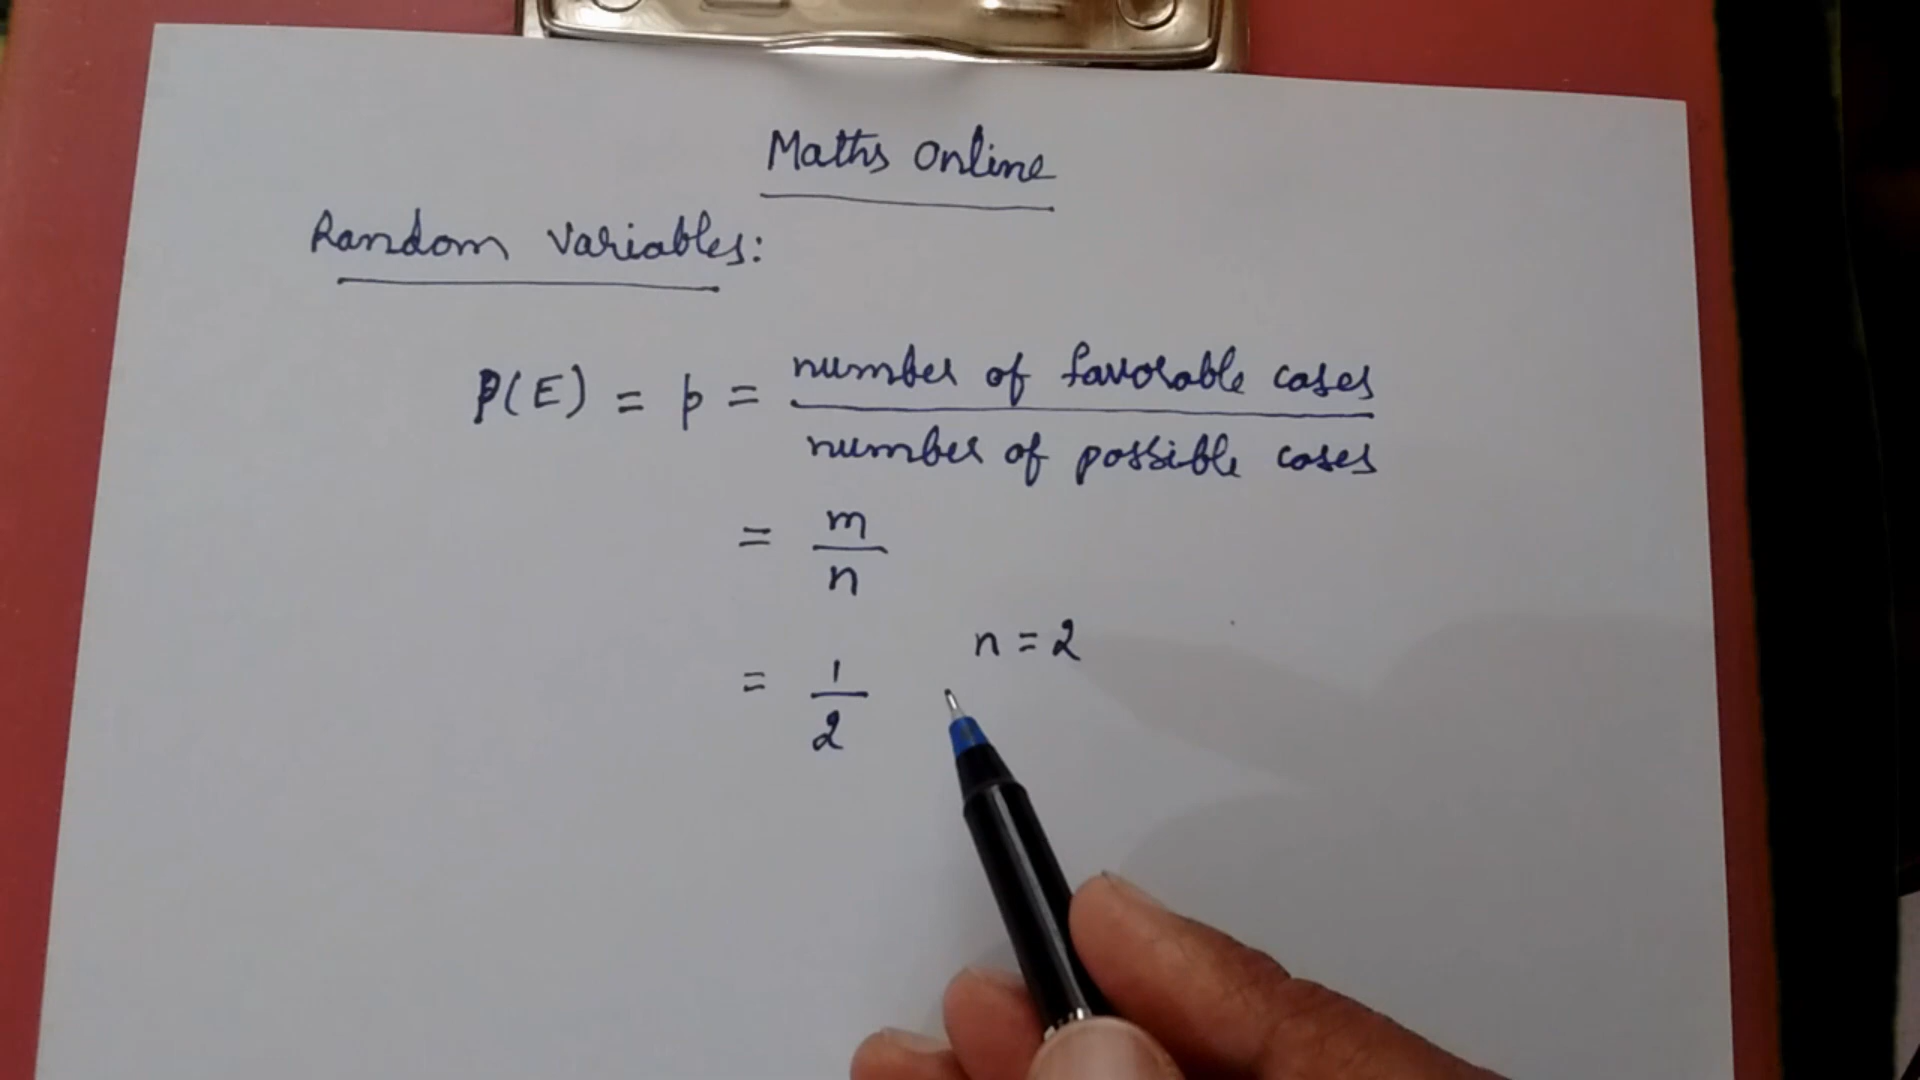 Maths Online
Random Variables:
P(E) = p = number of favorable cases
number of possible cases
= m
n
n = 2
= 1
2